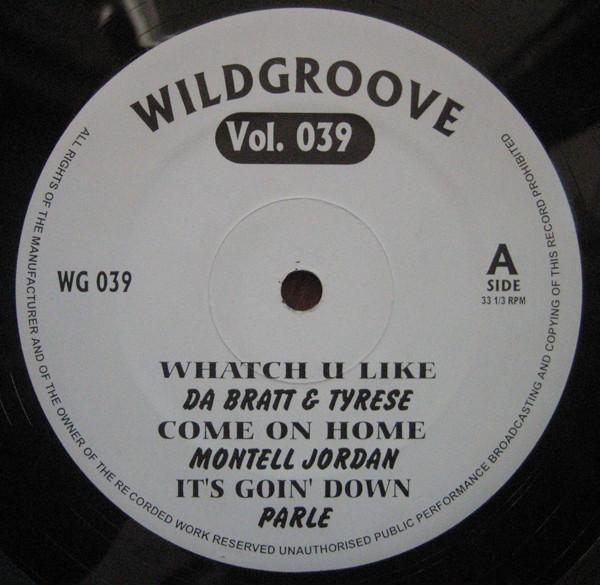 WILDGROOVE
Vol. 039
WG 039
A
SIDE
33 1/3 RPM
WHATCH U LIKE
DA BRATT & TYRESE
COME ON HOME
MONTELL JORDAN
IT'S GOIN' DOWN
PARLE
ALL RIGHTS OF THE MANUFACTURER AND OF THE OWNER OF THE RECORDED WORK RESERVED UNAUTHORISED PUBLIC PERFORMANCE BROADCASTING AND COPYING OF THIS RECORD PROHIBITED